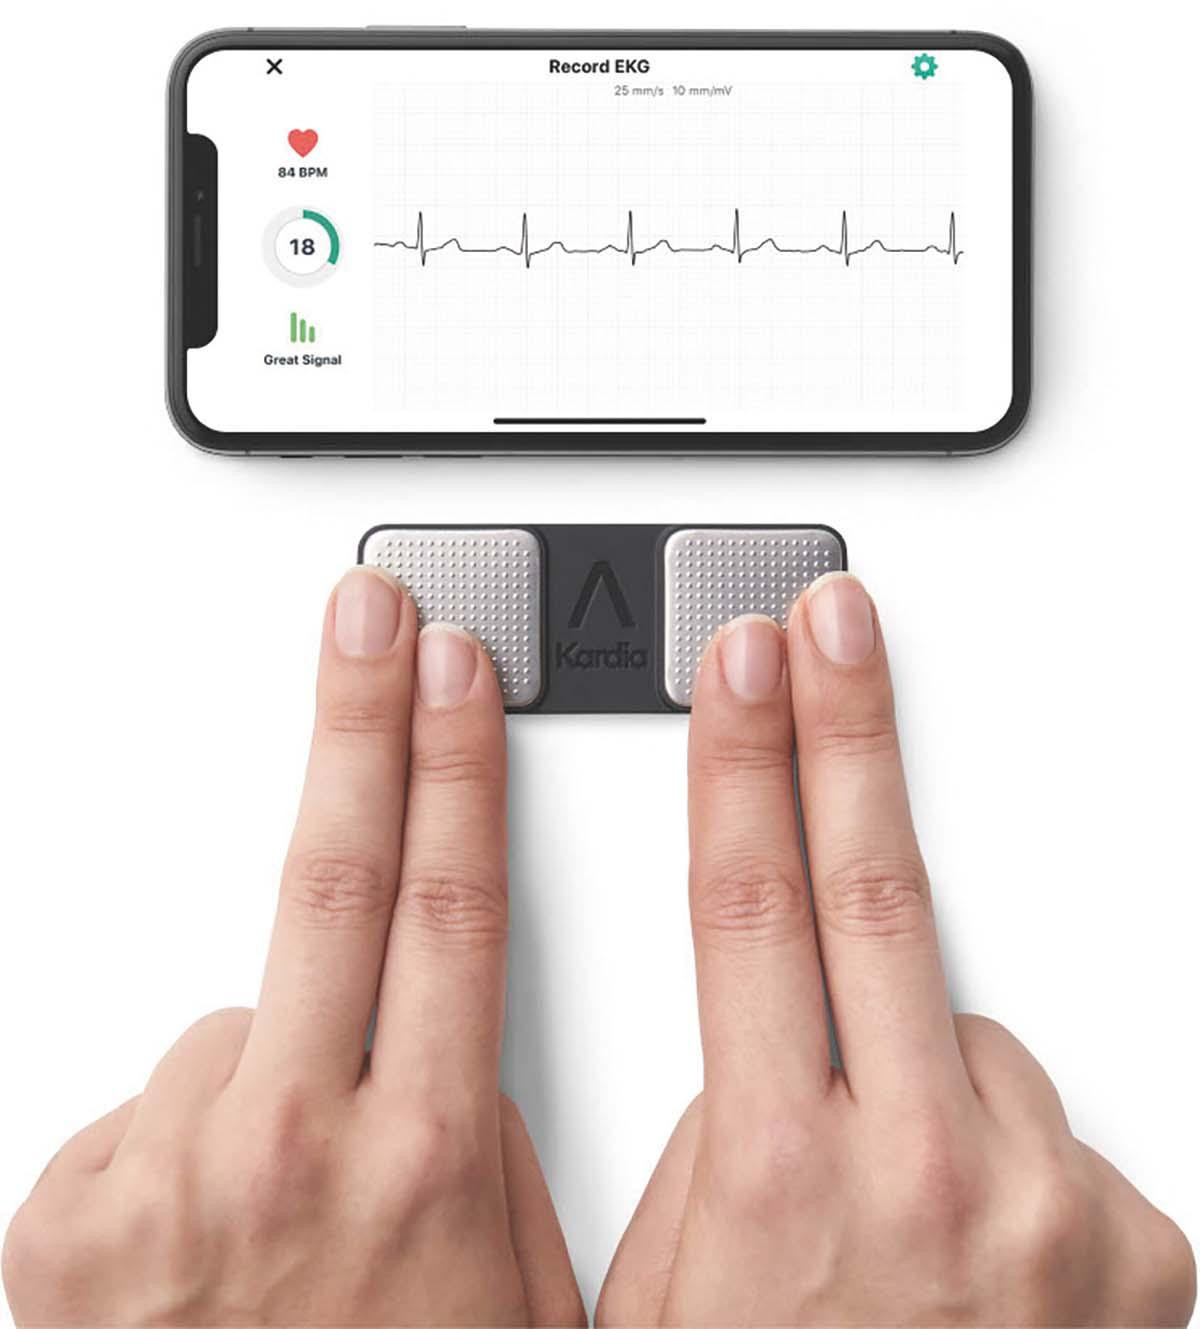 Record EKG
25 mm/s 10 mm/mV
84 BPM
18
Great Signal
Kardia